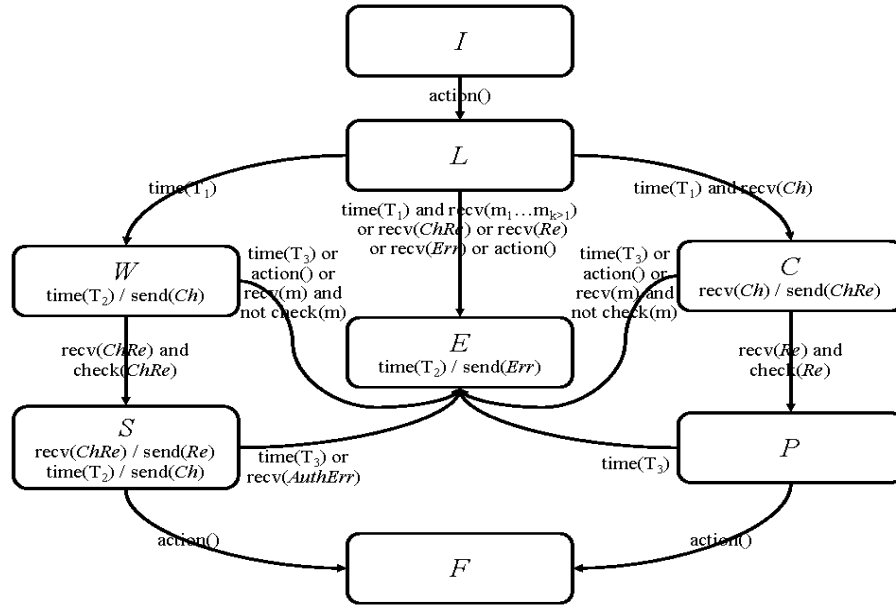 I
action()
L
time(T₁)
time(T₁) and recv(Ch)
time(T₁) and recv(m₁...mₖ>₁)
or recv(ChRe) or recv(Re)
or recv(Err) or action()
W
time(T₂) / send(Ch)
time(T₃) or
action() or
recv(m) and
not check(m)
time(T₃) or
action() or
recv(m) and
not check(m)
C
recv(Ch) / send(ChRe)
recv(ChRe) and
check(ChRe)
E
time(T₂) / send(Err)
recv(Re) and
check(Re)
S
recv(ChRe) / send(Re)
time(T₂) / send(Ch)
time(T₃) or
recv(AuthErr)
time(T₃)
P
action()
F
action()